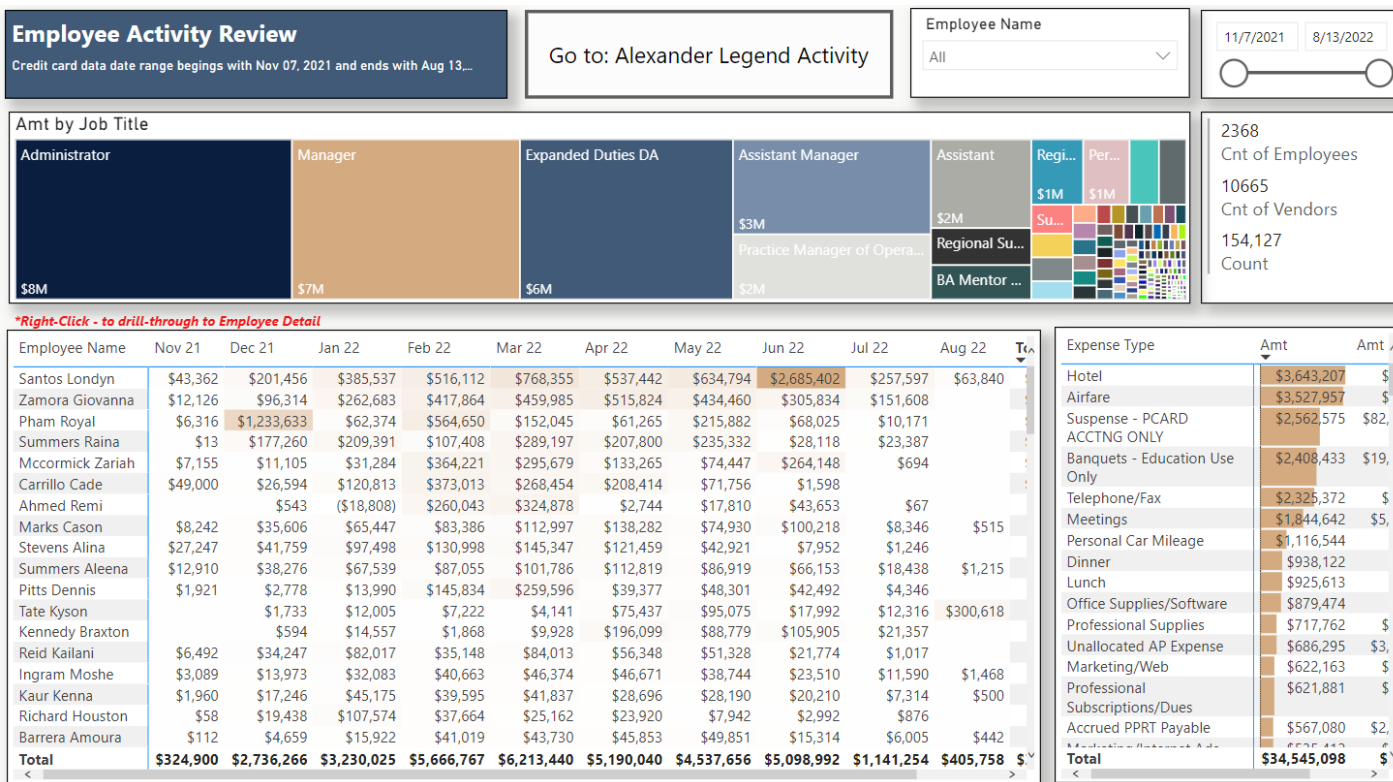 Employee Activity Review
Credit card data date range begings with Nov 07, 2021 and ends with Aug 13,...
Go to: Alexander Legend Activity
Employee Name
All
11/7/2021 8/13/2022
Amt by Job Title
Administrator
$8M
Manager
$7M
Expanded Duties DA
$6M
Assistant Manager
$3M
Practice Manager of Opera...
$2M
Assistant
$2M
Regional Su...
BA Mentor ...
Regi...
$1M
Per...
$1M
Su...
2368
Cnt of Employees
10665
Cnt of Vendors
154,127
Count
*Right-Click - to drill-through to Employee Detail
Employee Name Nov 21 Dec 21 Jan 22 Feb 22 Mar 22 Apr 22 May 22 Jun 22 Jul 22 Aug 22
Santos Londyn $43,362 $201,456 $385,537 $516,112 $768,355 $537,442 $634,794 $2,685,402 $257,597 $63,840
Zamora Giovanna $12,126 $96,314 $262,683 $417,864 $459,985 $515,824 $434,460 $305,834 $151,608
Pham Royal $6,316 $1,233,633 $62,374 $564,650 $152,045 $61,265 $215,882 $68,025 $10,171
Summers Raina $13 $177,260 $209,391 $107,408 $289,197 $207,800 $235,332 $28,118 $23,387
Mccormick Zariah $7,155 $11,105 $31,284 $364,221 $295,679 $133,265 $74,447 $264,148 $694
Carrillo Cade $49,000 $26,594 $120,813 $373,013 $268,454 $208,414 $71,756 $1,598
Ahmed Remi $543 ($18,808) $260,043 $324,878 $2,744 $17,810 $43,653 $67
Marks Cason $8,242 $35,606 $65,447 $83,386 $112,997 $138,282 $74,930 $100,218 $8,346 $515
Stevens Alina $27,247 $41,759 $97,498 $130,998 $145,347 $121,459 $42,921 $7,952 $1,246
Summers Aleena $12,910 $38,276 $67,539 $87,055 $101,786 $112,819 $86,919 $66,153 $18,438 $1,215
Pitts Dennis $1,921 $2,778 $13,990 $145,834 $259,596 $39,377 $48,301 $42,492 $4,346
Tate Kyson $1,733 $12,005 $7,222 $4,141 $75,437 $95,075 $17,992 $12,316 $300,618
Kennedy Braxton $594 $14,557 $1,868 $9,928 $196,099 $88,779 $105,905 $21,357
Reid Kailani $6,492 $34,247 $82,017 $35,148 $84,013 $56,348 $51,328 $21,774 $1,017
Ingram Moshe $3,089 $13,973 $32,083 $40,663 $46,374 $46,671 $38,744 $23,510 $11,590 $1,468
Kaur Kenna $1,960 $17,246 $45,175 $39,595 $41,837 $28,696 $28,190 $20,210 $7,314 $500
Richard Houston $58 $19,438 $107,574 $37,664 $25,162 $23,920 $7,942 $2,992 $876
Barrera Amoura $112 $4,659 $15,922 $41,019 $43,730 $45,853 $49,851 $15,314 $6,005 $442
Total $324,900 $2,736,266 $3,230,025 $5,666,767 $6,213,440 $5,190,040 $4,537,656 $5,098,992 $1,141,254 $405,758
Expense Type Amt Amt
Hotel $3,643,207 $
Airfare $3,527,957 $
Suspense - PCARD $2,562,575 $82,
ACCTNG ONLY
Banquets - Education Use $2,408,433 $19,
Only
Telephone/Fax $2,325,372 $
Meetings $1,844,642 $5,
Personal Car Mileage $1,116,544
Dinner $938,122
Lunch $925,613
Office Supplies/Software $879,474
Professional Supplies $717,762 $
Unallocated AP Expense $686,295 $3,
Marketing/Web $622,163 $
Professional $621,881 $
Subscriptions/Dues
Accrued PPRT Payable $567,080 $2,
Total $34,545,098 $